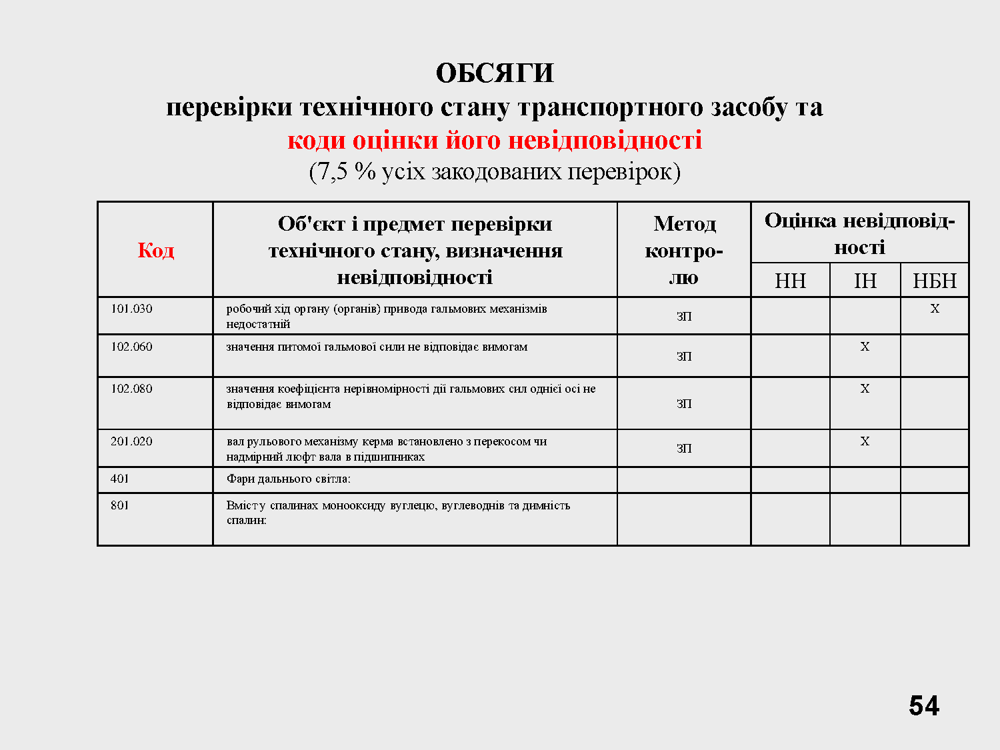 ОБСЯГИ
перевірки технічного стану транспортного засобу та
коди оцінки його невідповідності
(7,5 % усіх закодованих перевірок)
Код
Об'єкт і предмет перевірки
технічного стану, визначення
невідповідності
Метод
контро-
лю
Оцінка невідповід-
ності
НН ІН НБН
101.030 робочий хід органу (органів) привода гальмових механізмів
недостатній
ЗП
Х
102.060 значення питомої гальмової сили не відповідає вимогам
ЗП
Х
102.080 значення коефіцієнта нерівномірності дії гальмових сил однієї осі не
відповідає вимогам
ЗП
Х
201.020 вал рульового механізму керма встановлено з перекосом чи
надмірний люфт вала в підшипниках
ЗП
Х
401 Фари дальнього світла:
801 Вміст у спалинах монооксиду вуглецю, вуглеводнів та димність
спалин:
54